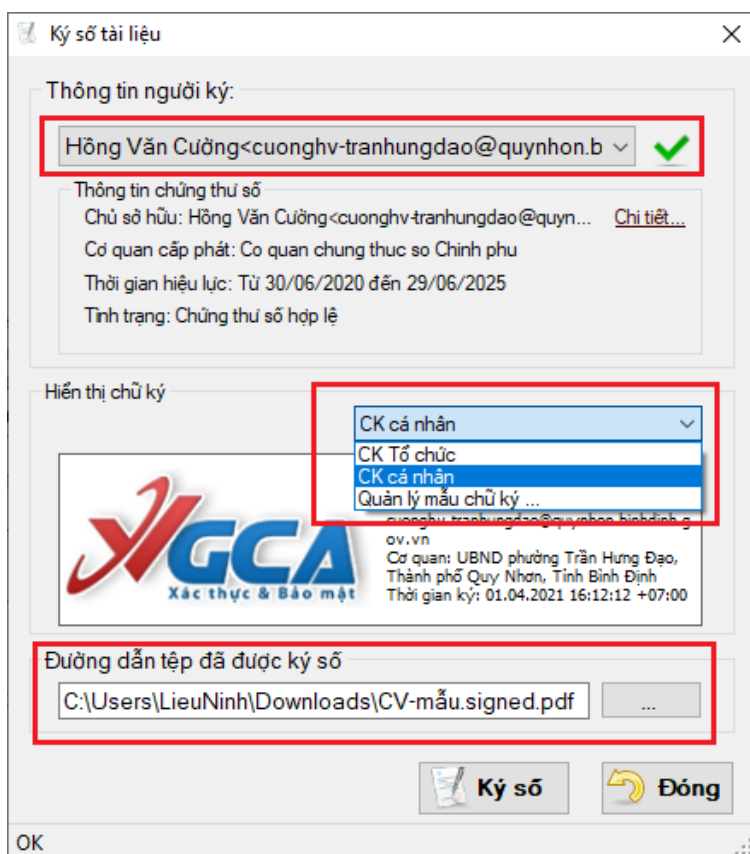 Ký số tài liệu
Thông tin người ký:
Hồng Văn Cường<cuonghv-tranhungdao@quynhon.b
Thông tin chứng thư số
Chủ sở hữu: Hồng Văn Cường<cuonghv-tranhungdao@quyn... Chi tiết...
Cơ quan cấp phát: Co quan chung thuc so Chinh phu
Thời gian hiệu lực: Từ 30/06/2020 đến 29/06/2025
Tình trạng: Chứng thư số hợp lệ
Hiển thị chữ ký
CK cá nhân
CK Tổ chức
CK cá nhân
Quản lý mẫu chữ ký ...
VGCA
Xác thực & Bảo mật
cuonghv-tranhungdao@quynhon.binhdinh.g
ov.vn
Cơ quan: UBND phường Trần Hưng Đạo,
Thành phố Quy Nhơn, Tỉnh Bình Định
Thời gian ký: 01.04.2021 16:12:12 +07:00
Đường dẫn tệp đã được ký số
C:\Users\LieuNinh\Downloads\CV-mẫu.signed.pdf ...
Ký số Đóng
OK